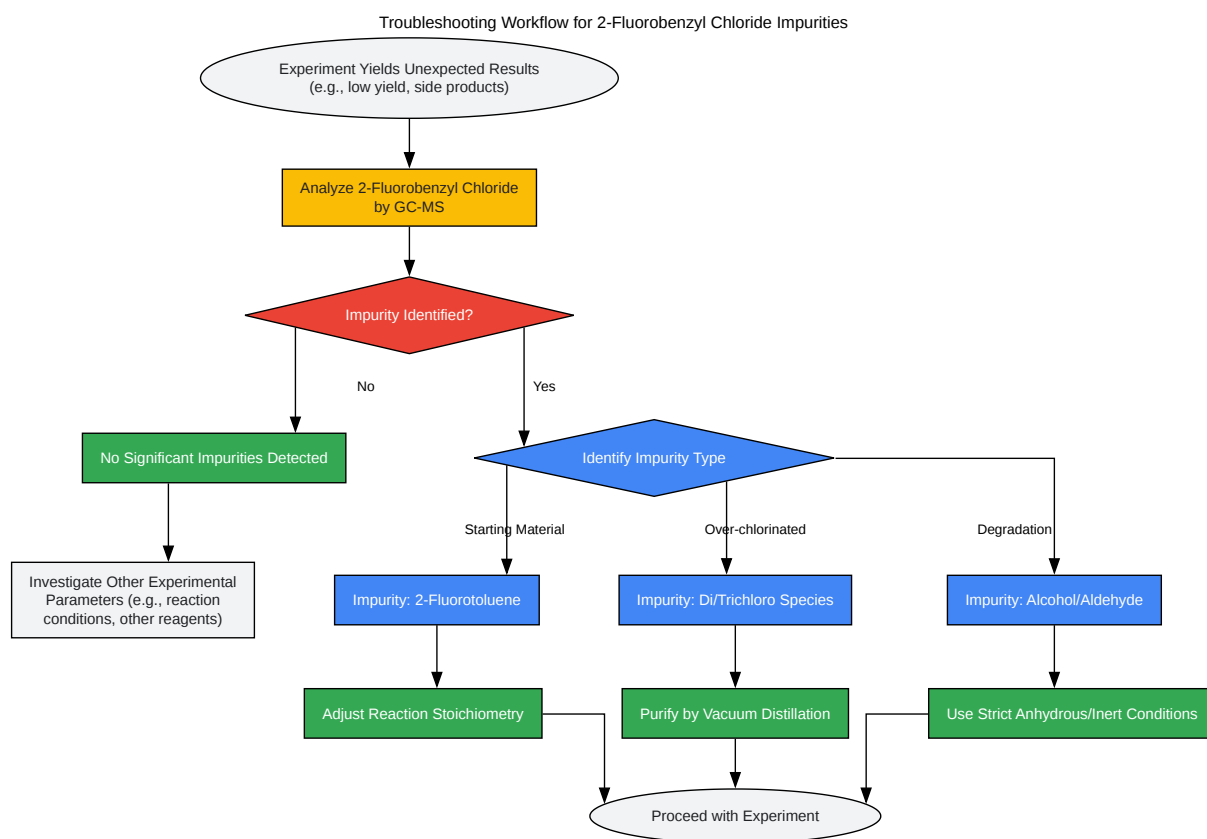 Troubleshooting Workflow for 2-Fluorobenzyl Chloride Impurities
Experiment Yields Unexpected Results
(e.g., low yield, side products)
Analyze 2-Fluorobenzyl Chloride
by GC-MS
Impurity Identified?
No
Yes
No Significant Impurities Detected
Identify Impurity Type
Starting Material
Over-chlorinated
Degradation
Investigate Other Experimental
Parameters (e.g., reaction
conditions, other reagents)
Impurity: 2-Fluorotoluene
Impurity: Di/Trichloro Species
Impurity: Alcohol/Aldehyde
Adjust Reaction Stoichiometry
Purify by Vacuum Distillation
Use Strict Anhydrous/Inert Conditions
Proceed with Experiment